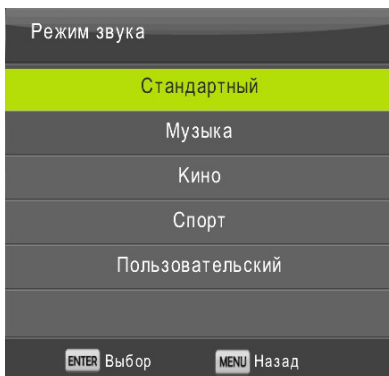 Режим звука
Стандартный
Музыка
Кино
Спорт
Пользовательский
ENTER Выбор MENU Назад